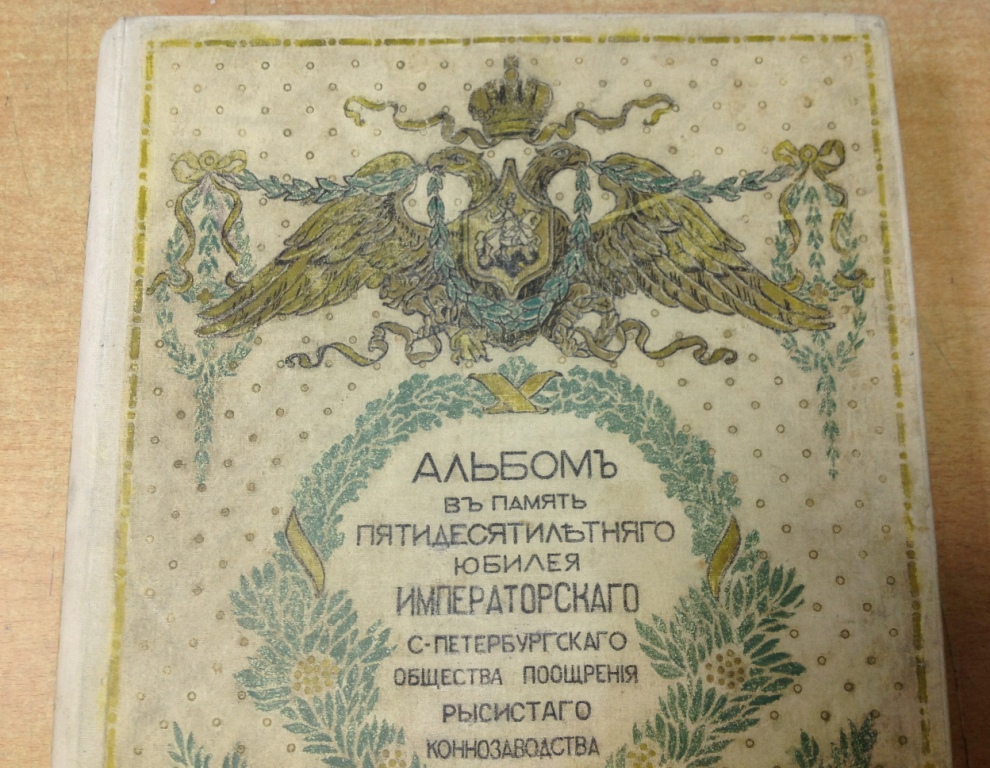 АЛЬБОМЪ
ВЪ ПАМЯТЬ
ПЯТИДЕСЯТИЛѢТНЯГО
ЮБИЛЕЯ
ИМПЕРАТОРСКАГО
С-ПЕТЕРБУРГСКАГО
ОБЩЕСТВА ПООЩРЕНІЯ
РЫСИСТАГО
КОННОЗАВОДСТВА